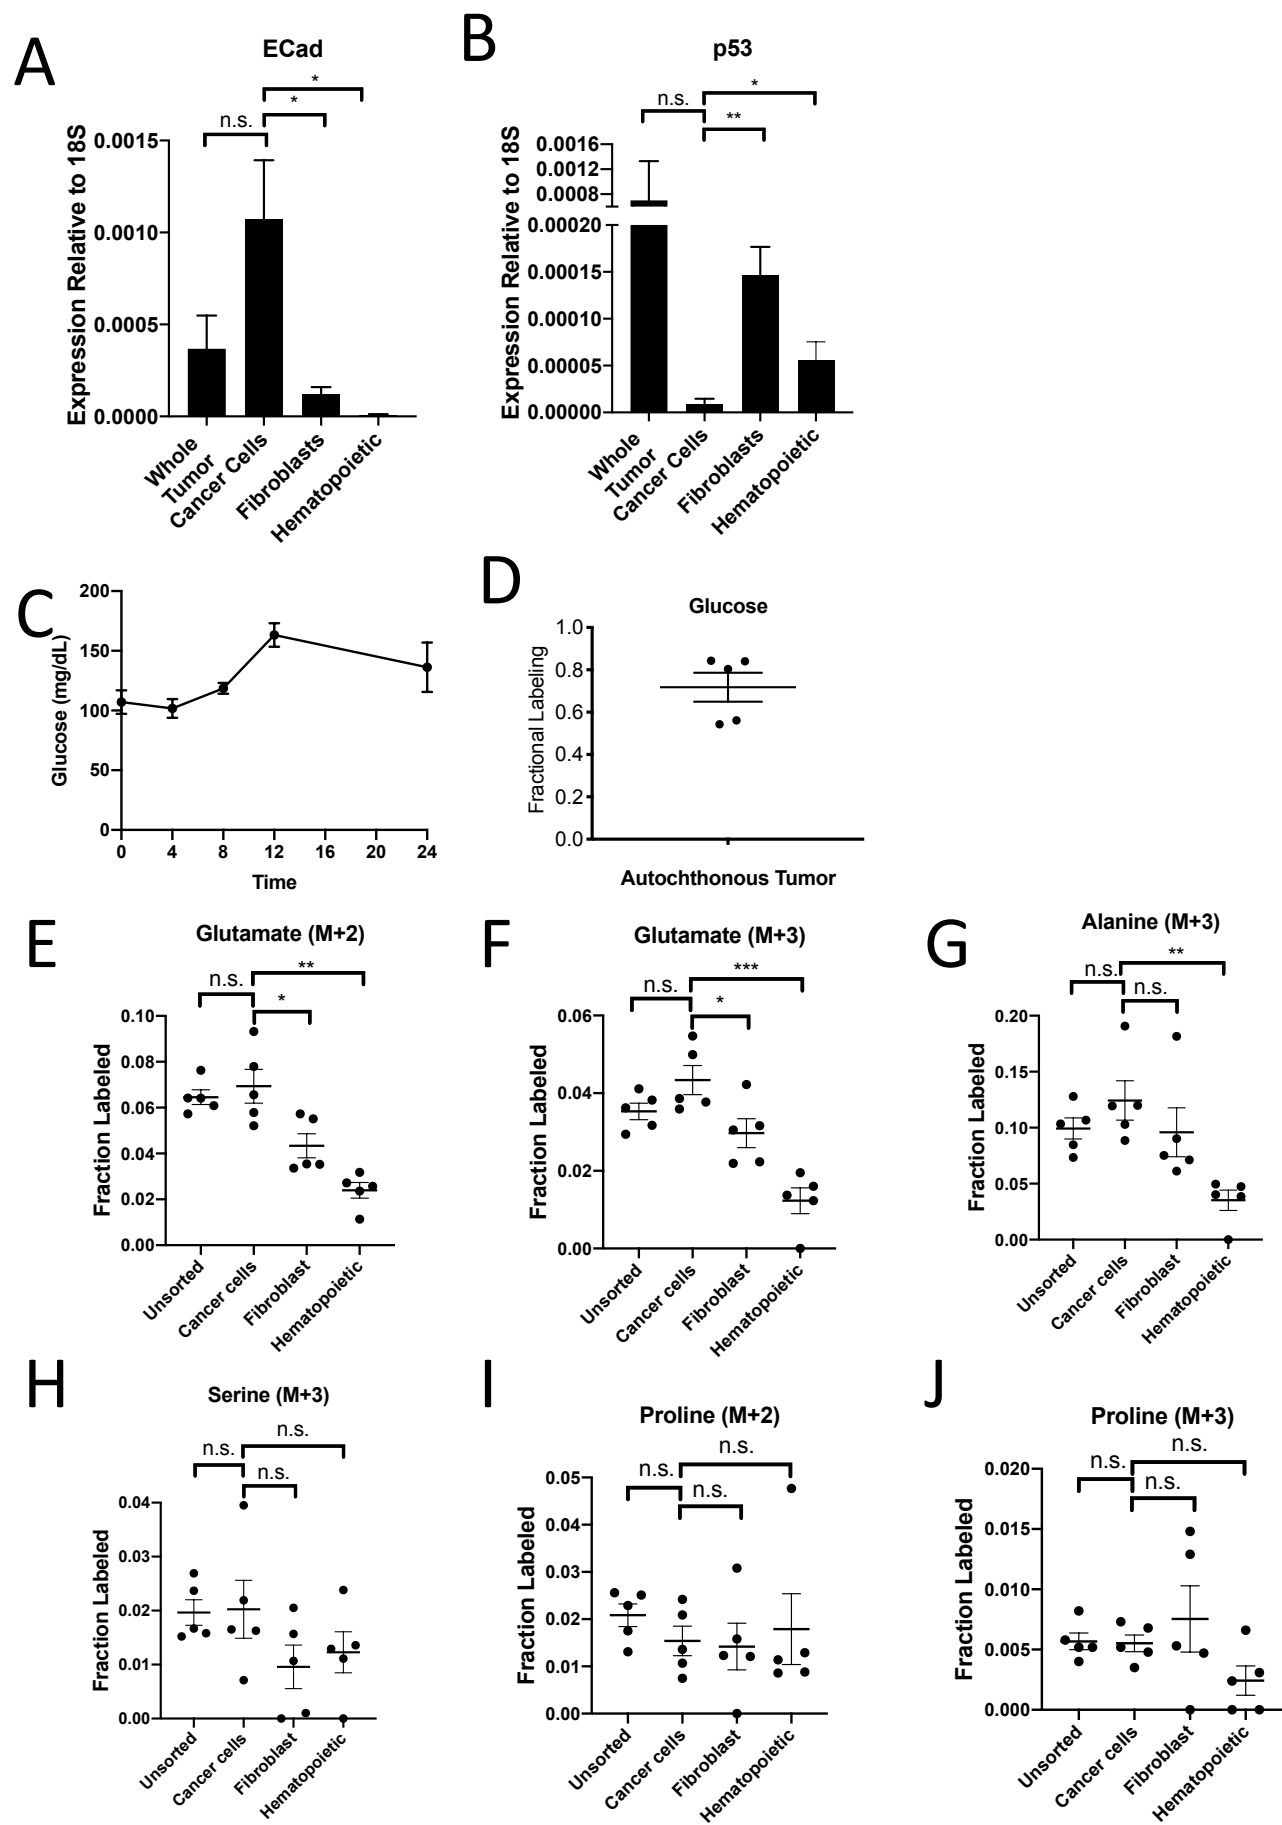 A
ECad
*
*
n.s.
Expression Relative to 18S
0.0015
0.0010
0.0005
0.0000
Whole
Tumor
Cancer Cells
Fibroblasts
Hematopoietic
B
p53
*
n.s.
**
Expression Relative to 18S
0.0016
0.0012
0.0008
0.00020
0.00015
0.00010
0.00005
0.00000
Whole
Tumor
Cancer Cells
Fibroblasts
Hematopoietic
C
Glucose (mg/dL)
200
150
100
50
0
0 4 8 12 16 20 24
Time
D
Glucose
Fractional Labeling
1.0
0.8
0.6
0.4
0.2
0.0
Autochthonous Tumor
E
Glutamate (M+2)
**
n.s.
*
Fraction Labeled
0.10
0.08
0.06
0.04
0.02
0.00
Unsorted
Cancer cells
Fibroblast
Hematopoietic
F
Glutamate (M+3)
***
n.s.
*
Fraction Labeled
0.06
0.04
0.02
0.00
Unsorted
Cancer cells
Fibroblast
Hematopoietic
G
Alanine (M+3)
**
n.s.
n.s.
Fraction Labeled
0.20
0.15
0.10
0.05
0.00
Unsorted
Cancer cells
Fibroblast
Hematopoietic
H
Serine (M+3)
n.s.
n.s.
n.s.
Fraction Labeled
0.04
0.03
0.02
0.01
0.00
Unsorted
Cancer cells
Fibroblast
Hematopoietic
I
Proline (M+2)
n.s.
n.s.
n.s.
Fraction Labeled
0.05
0.04
0.03
0.02
0.01
0.00
Unsorted
Cancer cells
Fibroblast
Hematopoietic
J
Proline (M+3)
n.s.
n.s.
n.s.
Fraction Labeled
0.020
0.015
0.010
0.005
0.000
Unsorted
Cancer cells
Fibroblast
Hematopoietic